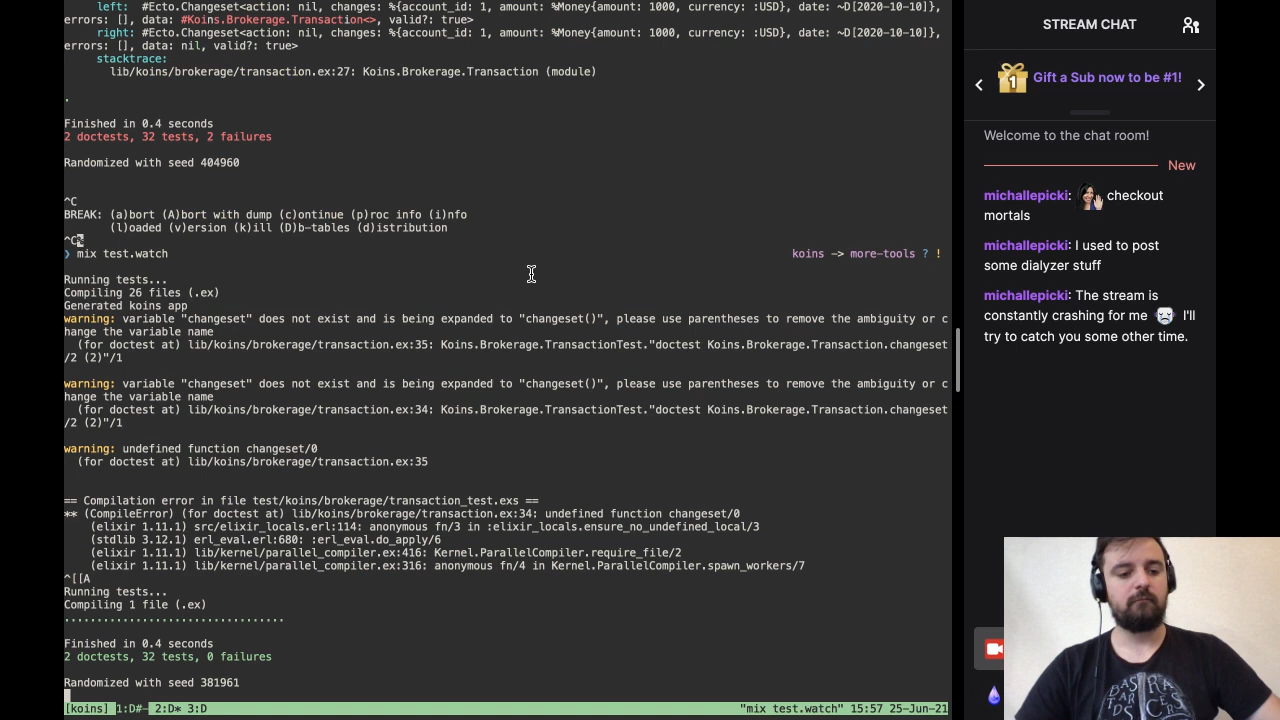 left:  #Ecto.Changeset<action: nil, changes: %{account_id: 1, amount: %Money{amount: 1000, currency: :USD}, date: ~D[2020-10-10]},
errors: [], data: #Koins.Brokerage.Transaction<>, valid?: true>
right: #Ecto.Changeset<action: nil, changes: %{account_id: 1, amount: %Money{amount: 1000, currency: :USD}, date: ~D[2020-10-10]},
errors: [], data: nil, valid?: true>
stacktrace:
lib/koins/brokerage/transaction.ex:27: Koins.Brokerage.Transaction (module)
.
Finished in 0.4 seconds
2 doctests, 32 tests, 2 failures
Randomized with seed 404960
^C
BREAK: (a)bort (A)bort with dump (c)ontinue (p)roc info (i)nfo
(l)oaded (v)ersion (k)ill (D)b-tables (d)istribution
^C
❯ mix test.watch koins -> more-tools ? !
Running tests...
Compiling 26 files (.ex)
Generated koins app
warning: variable "changeset" does not exist and is being expanded to "changeset()", please use parentheses to remove the ambiguity or c
hange the variable name
(for doctest at) lib/koins/brokerage/transaction.ex:35: Koins.Brokerage.TransactionTest."doctest Koins.Brokerage.Transaction.changeset
/2 (2)"/1
warning: variable "changeset" does not exist and is being expanded to "changeset()", please use parentheses to remove the ambiguity or c
hange the variable name
(for doctest at) lib/koins/brokerage/transaction.ex:34: Koins.Brokerage.TransactionTest."doctest Koins.Brokerage.Transaction.changeset
/2 (2)"/1
warning: undefined function changeset/0
(for doctest at) lib/koins/brokerage/transaction.ex:35
== Compilation error in file test/koins/brokerage/transaction_test.exs ==
** (CompileError) (for doctest at) lib/koins/brokerage/transaction.ex:34: undefined function changeset/0
(elixir 1.11.1) src/elixir_locals.erl:114: anonymous fn/3 in :elixir_locals.ensure_no_undefined_local/3
(stdlib 3.12.1) erl_eval.erl:680: :erl_eval.do_apply/6
(elixir 1.11.1) lib/kernel/parallel_compiler.ex:416: Kernel.ParallelCompiler.require_file/2
(elixir 1.11.1) lib/kernel/parallel_compiler.ex:316: anonymous fn/4 in Kernel.ParallelCompiler.spawn_workers/7
^[[A
Running tests...
Compiling 1 file (.ex)
..................................
Finished in 0.4 seconds
2 doctests, 32 tests, 0 failures
Randomized with seed 381961
[koins] 1:D#- 2:D* 3:D "mix test.watch" 15:57 25-Jun-21
STREAM CHAT
1 Gift a Sub now to be #1!
Welcome to the chat room!
New
michallepicki: checkout
mortals
michallepicki: I used to post
some dialyzer stuff
michallepicki: The stream is
constantly crashing for me I'll
try to catch you some other time.